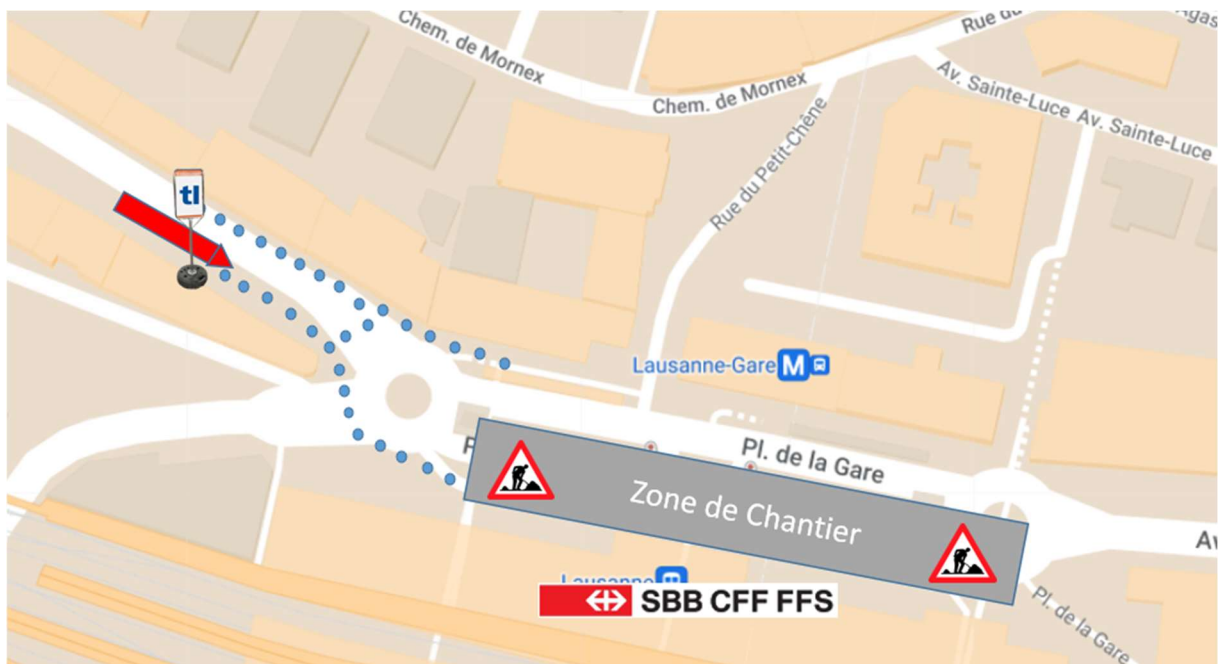 Chem. de Mornex
Rue du
Agas
Chem. de Mornex
Av. Sainte-Luce
Av. Sainte-Luce
Rue du Petit-Chêne
tl
Lausanne-Gare M
Pl. de la Gare
P
Zone de Chantier
Av
Lausanne
SBB CFF FFS
Pl. de la Gare